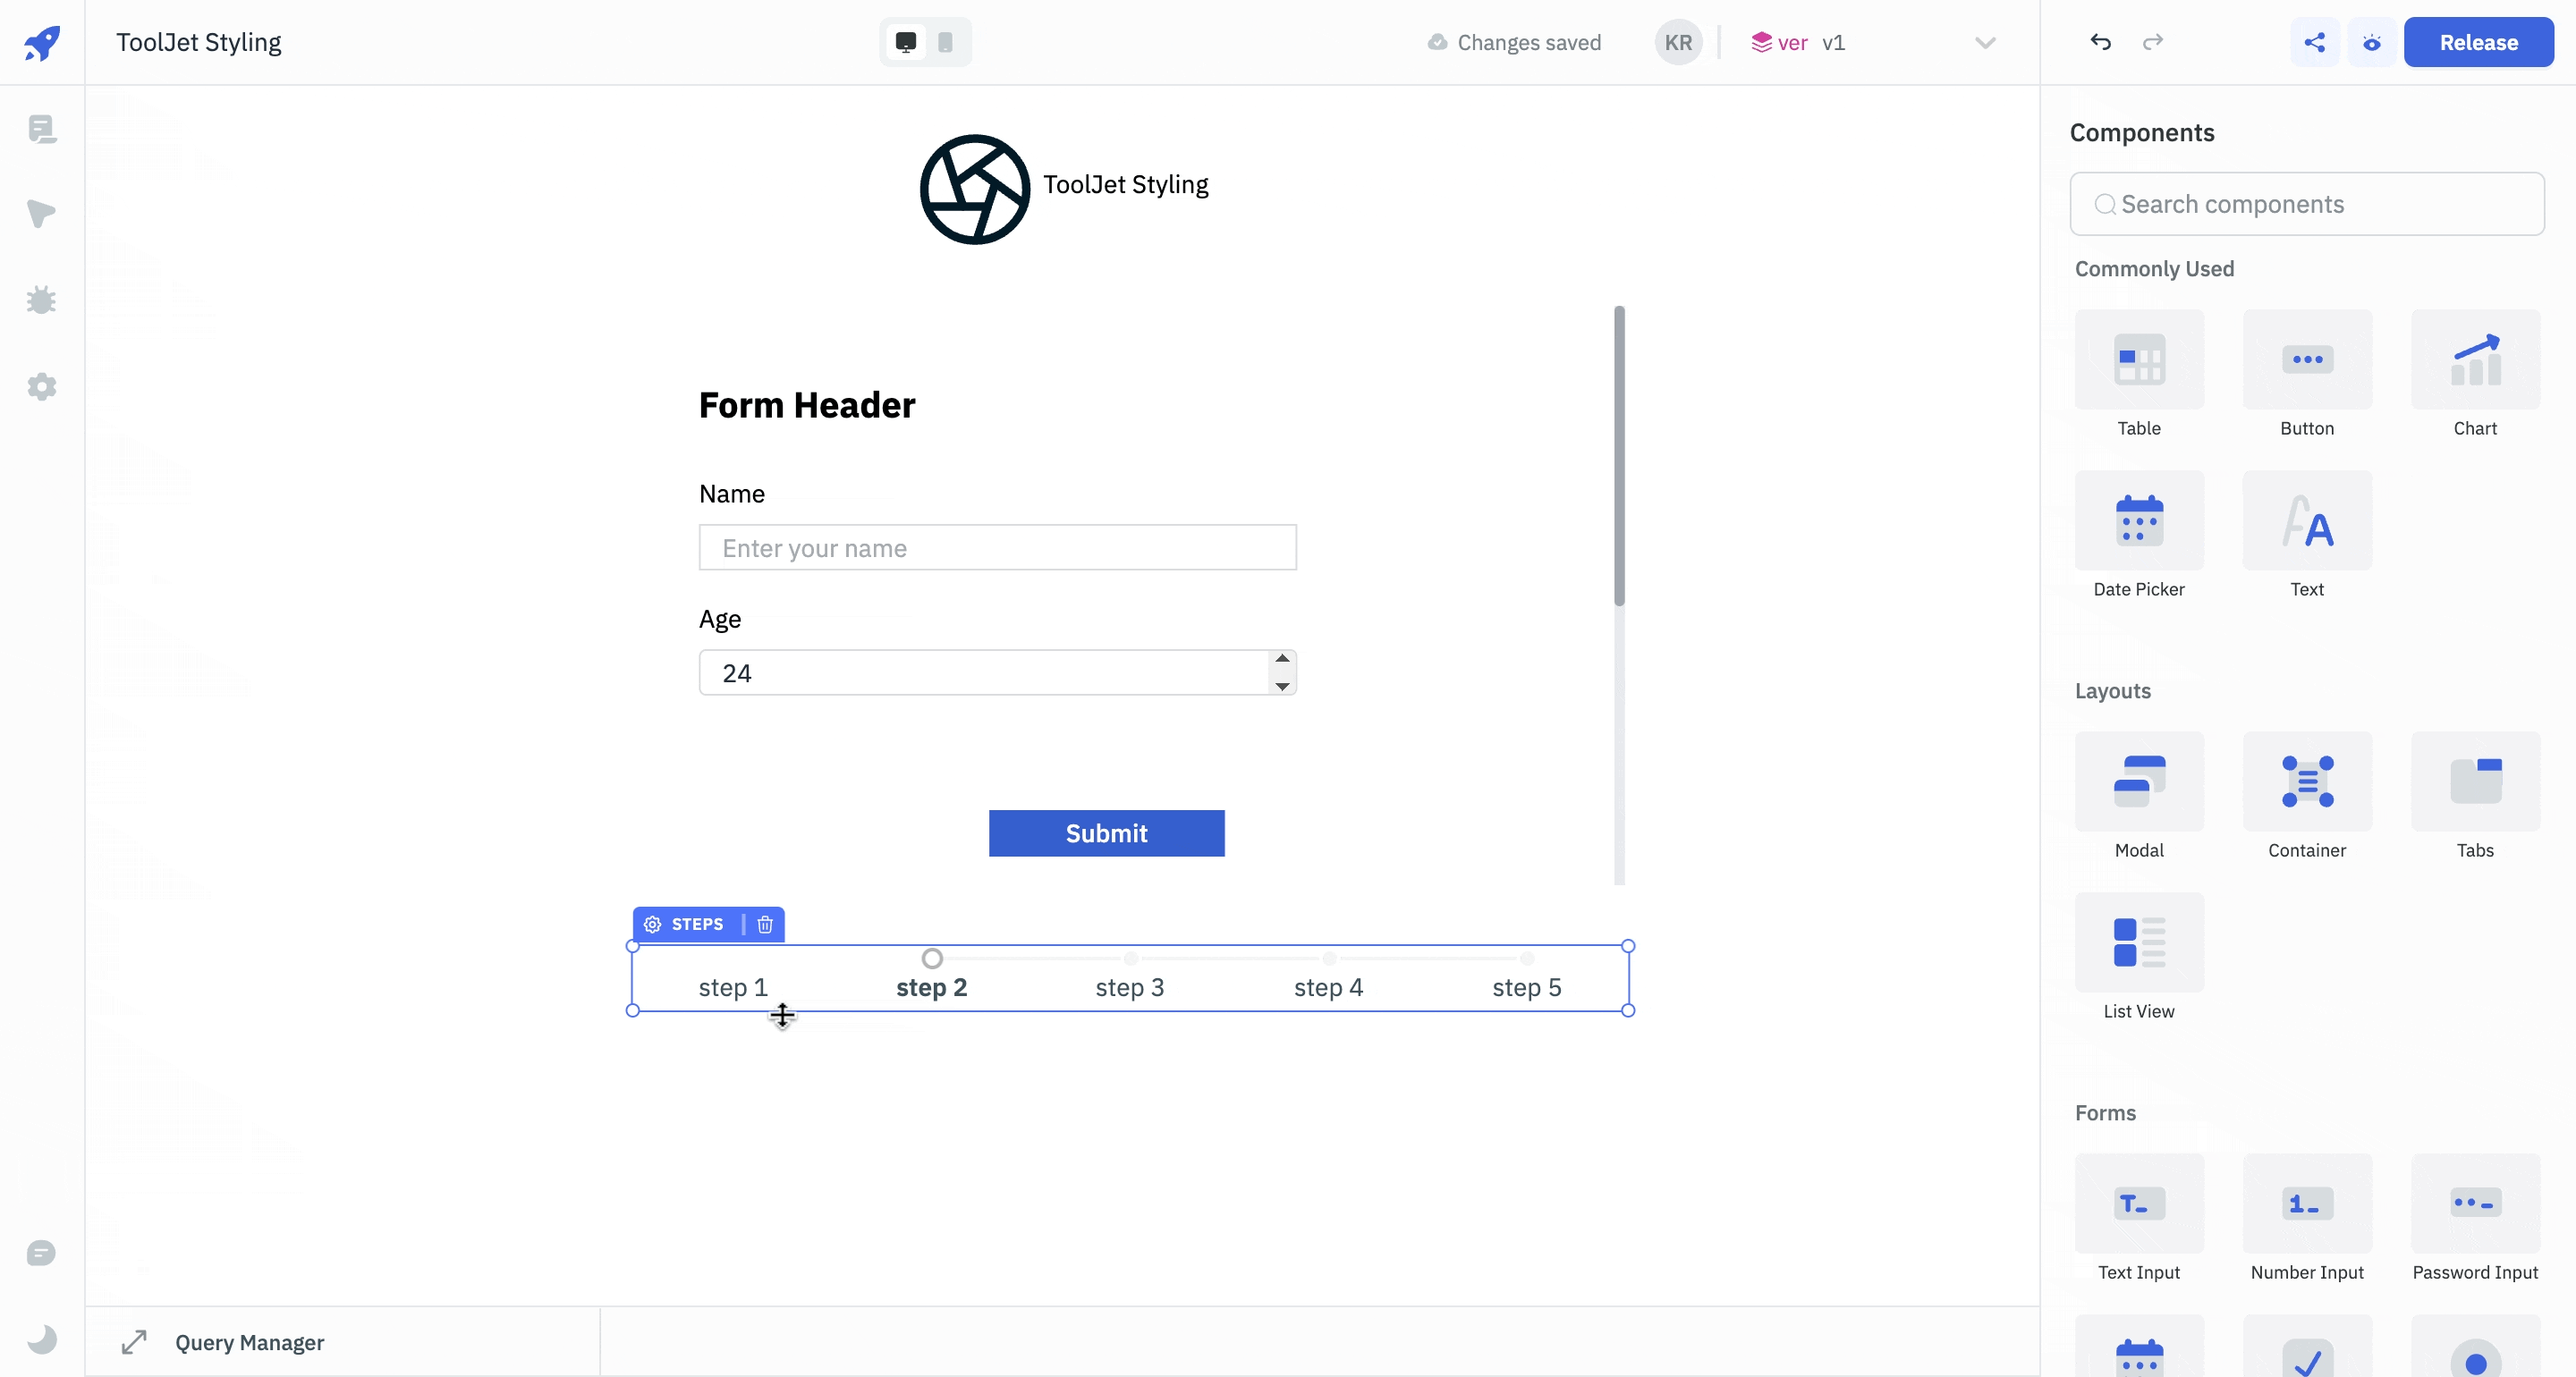 ToolJet Styling
Changes saved
KR
ver v1
Release
ToolJet Styling
Form Header
Name
Enter your name
Age
24
Submit
STEPS
step 1 step 2 step 3 step 4 step 5
Query Manager
Components
Search components
Commonly Used
Table Button Chart
Date Picker Text
Layouts
Modal Container Tabs
List View
Forms
Text Input Number Input Password Input